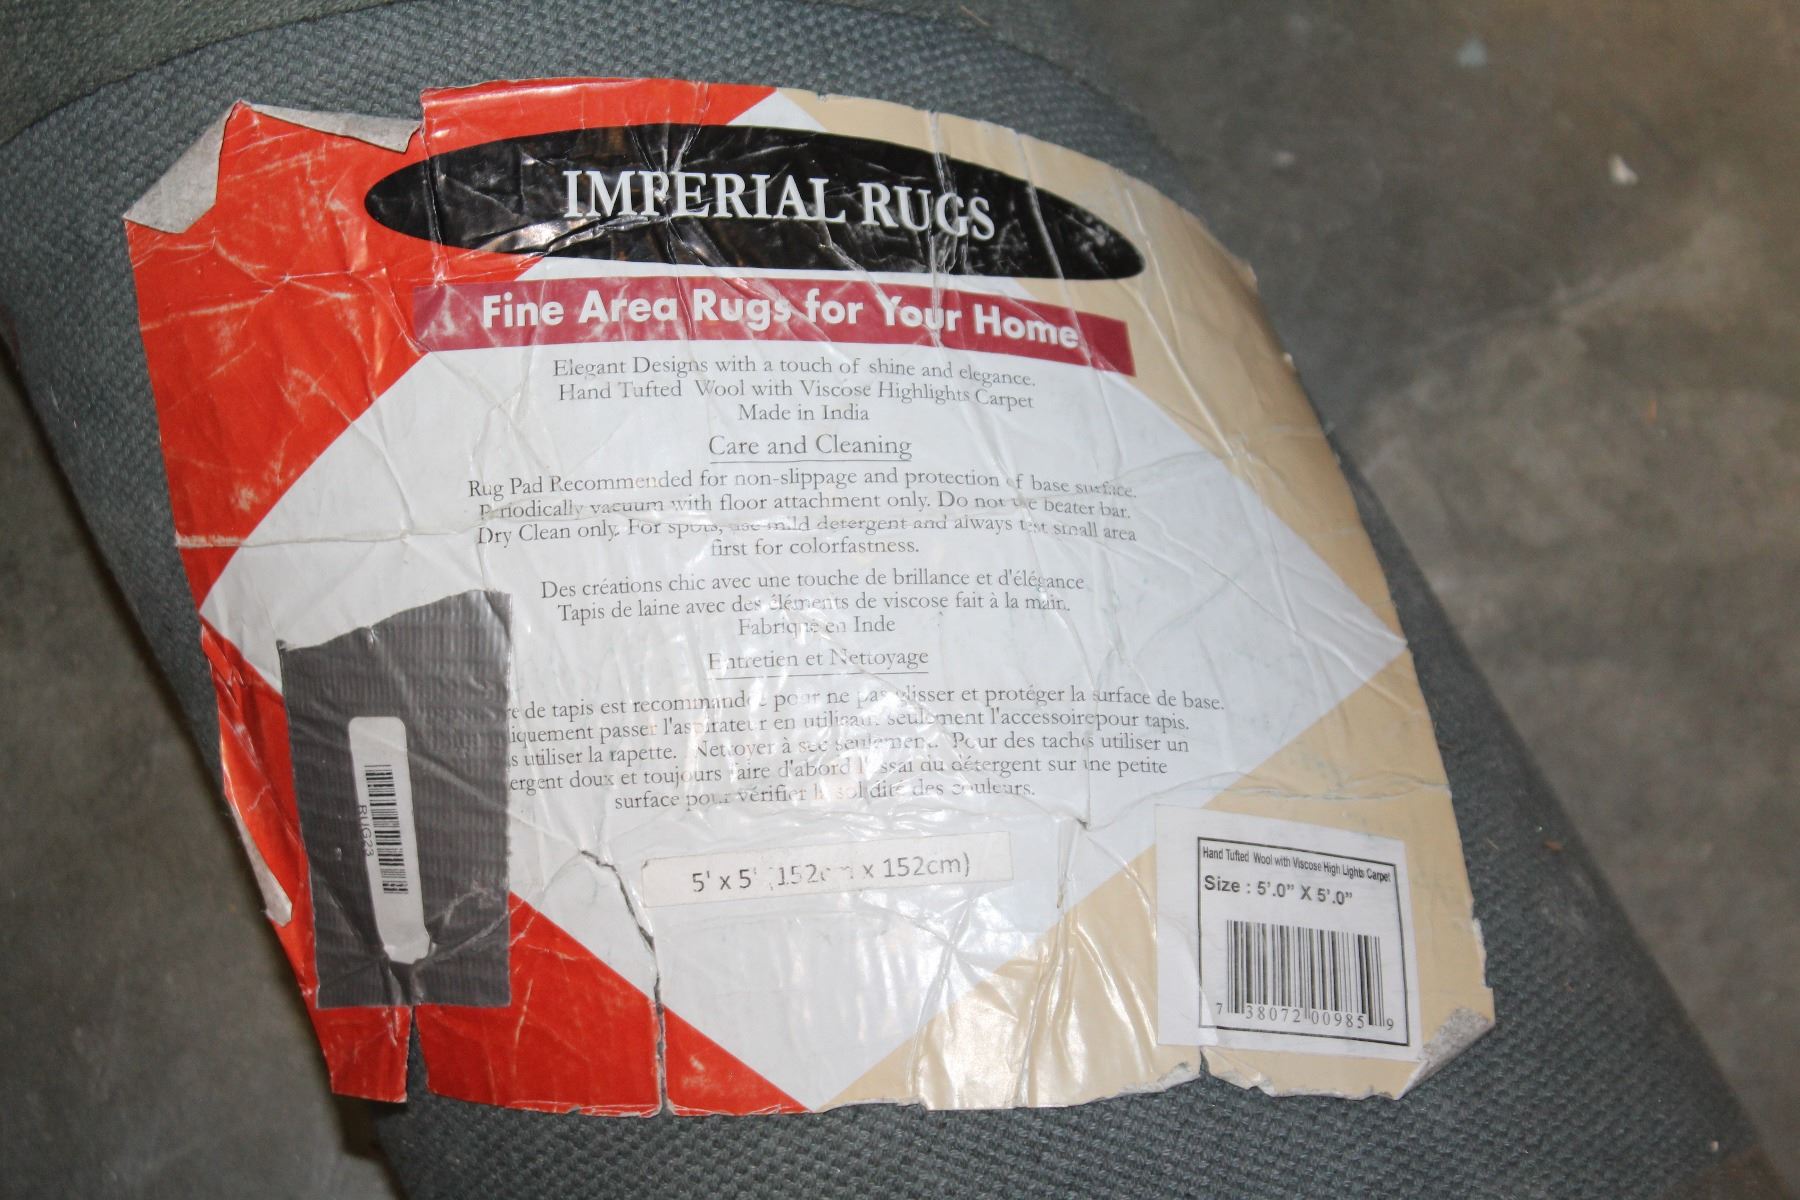 IMPERIAL RUGS
Fine Area Rugs for Your Home
Elegant Designs with a touch of shine and elegance.
Hand Tufted Wool with Viscose Highlights Carpet
Made in India
Care and Cleaning
Rug Pad Recommended for non-slippage and protection of base surface.
Periodically vacuum with floor attachment only. Do not use beater bar.
Dry Clean only. For spots, use mild detergent and always test small area
first for colorfastness.
Des créations chic avec une touche de brillance et d'élégance
Tapis de laine avec des éléments de viscose fait à la main.
Fabriqué en Inde
Entretien et Nettoyage
de tapis est recommandée pour ne pas glisser et protéger la surface de base.
iquement passer l'aspirateur en utilisant seulement l'accessoirepour tapis.
s utiliser la tapette. Nettoyer à sec seulement. Pour des taches utiliser un
ergent doux et toujours faire d'abord l'essai du détergent sur une petite
surface pour vérifier la solidité des couleurs.
RUG23
5' x 5' (152cm x 152cm)
Hand Tufted Wool with Viscose High Lights Carpet
Size : 5'.0" X 5'.0"
7 38072 00985 9